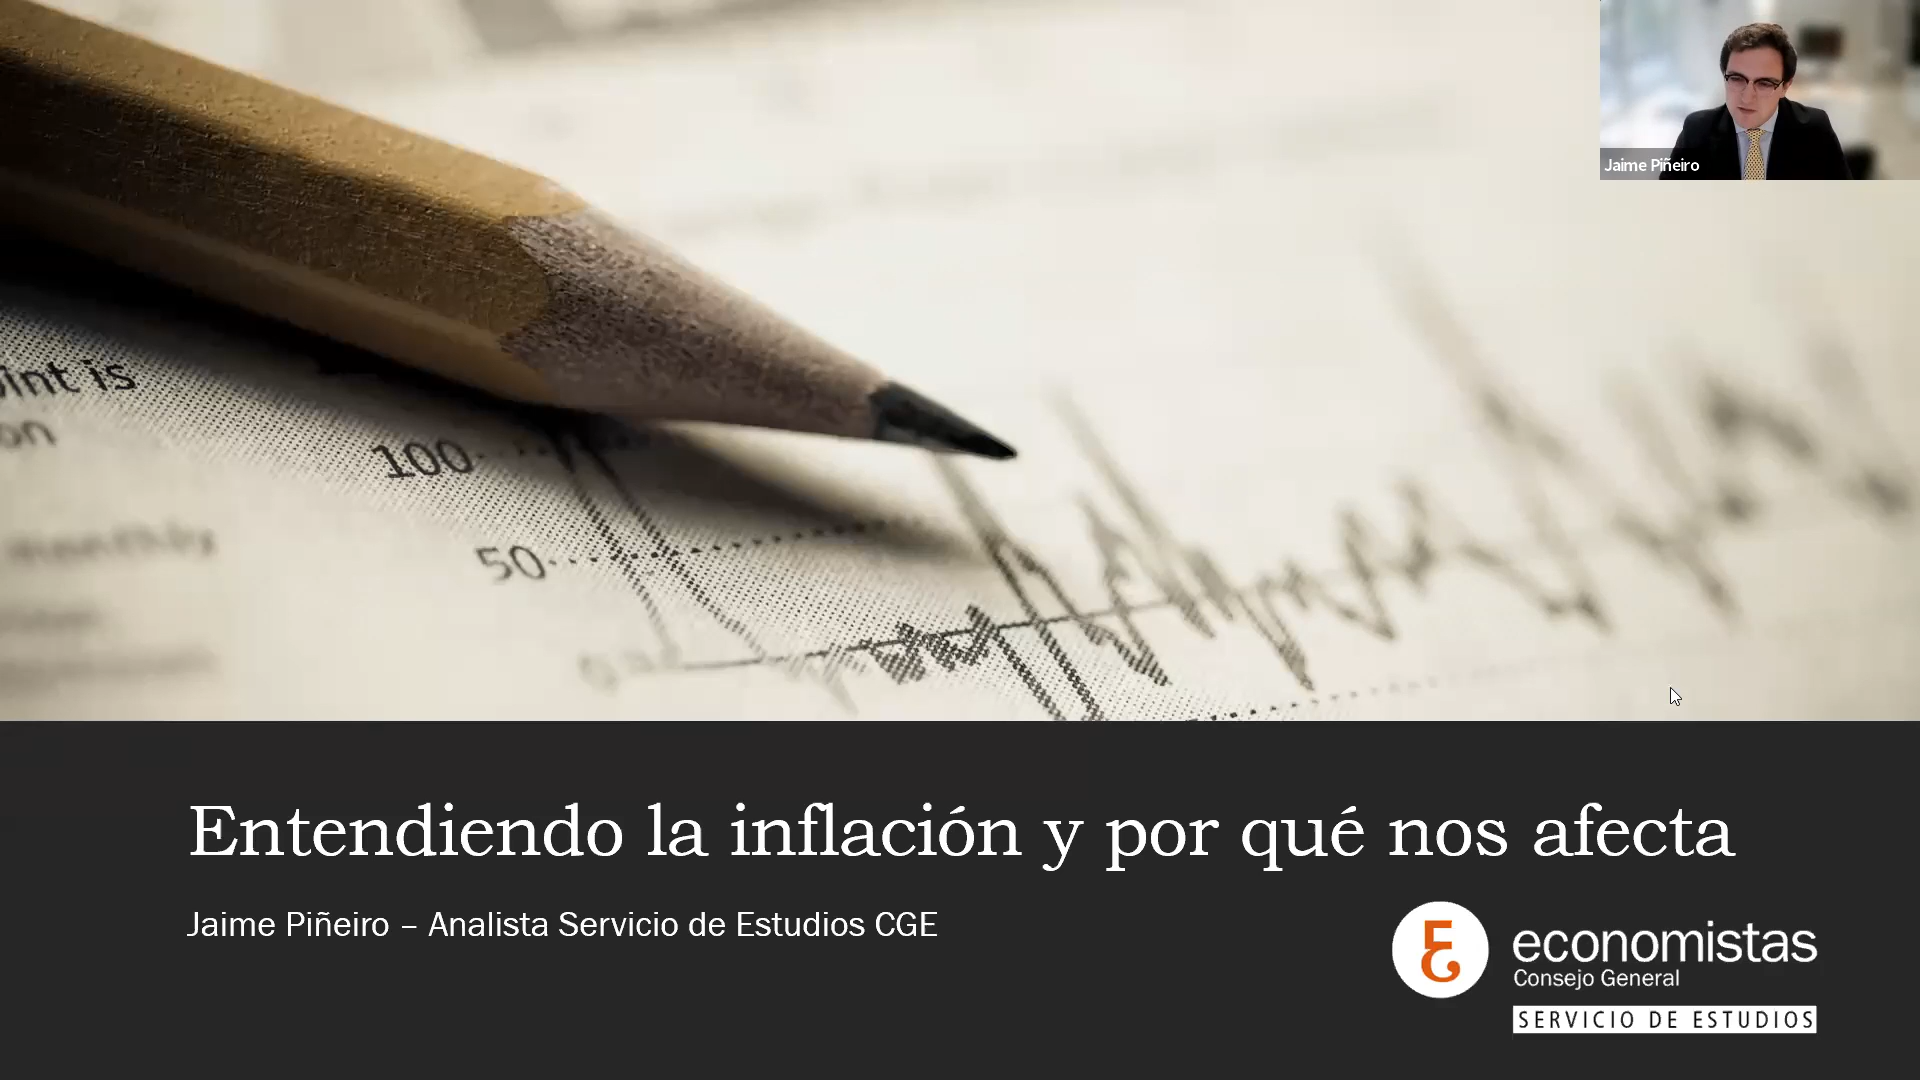 Jaime Piñeiro
int is
on
100
50
monthly
Entendiendo la inflación y por qué nos afecta
Jaime Piñeiro – Analista Servicio de Estudios CGE
economistas
Consejo General
SERVICIO DE ESTUDIOS